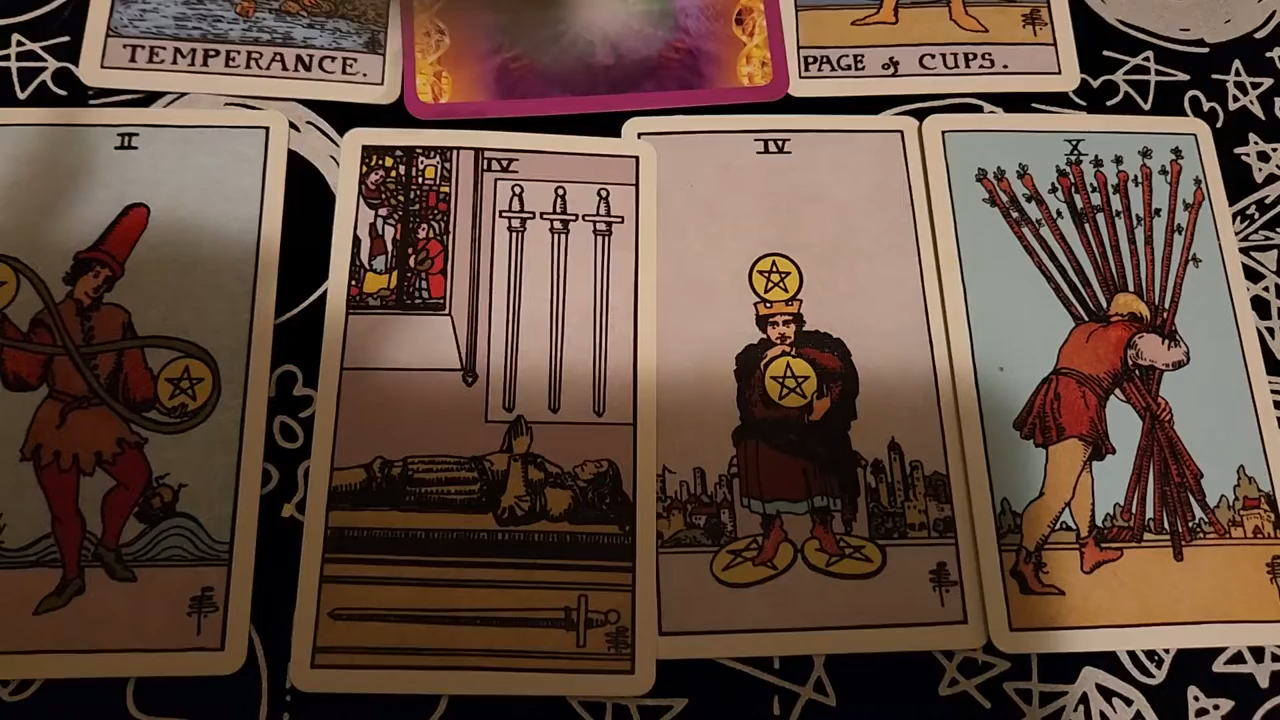 TEMPERANCE.
PAGE of CUPS.
II
IV
IV
X